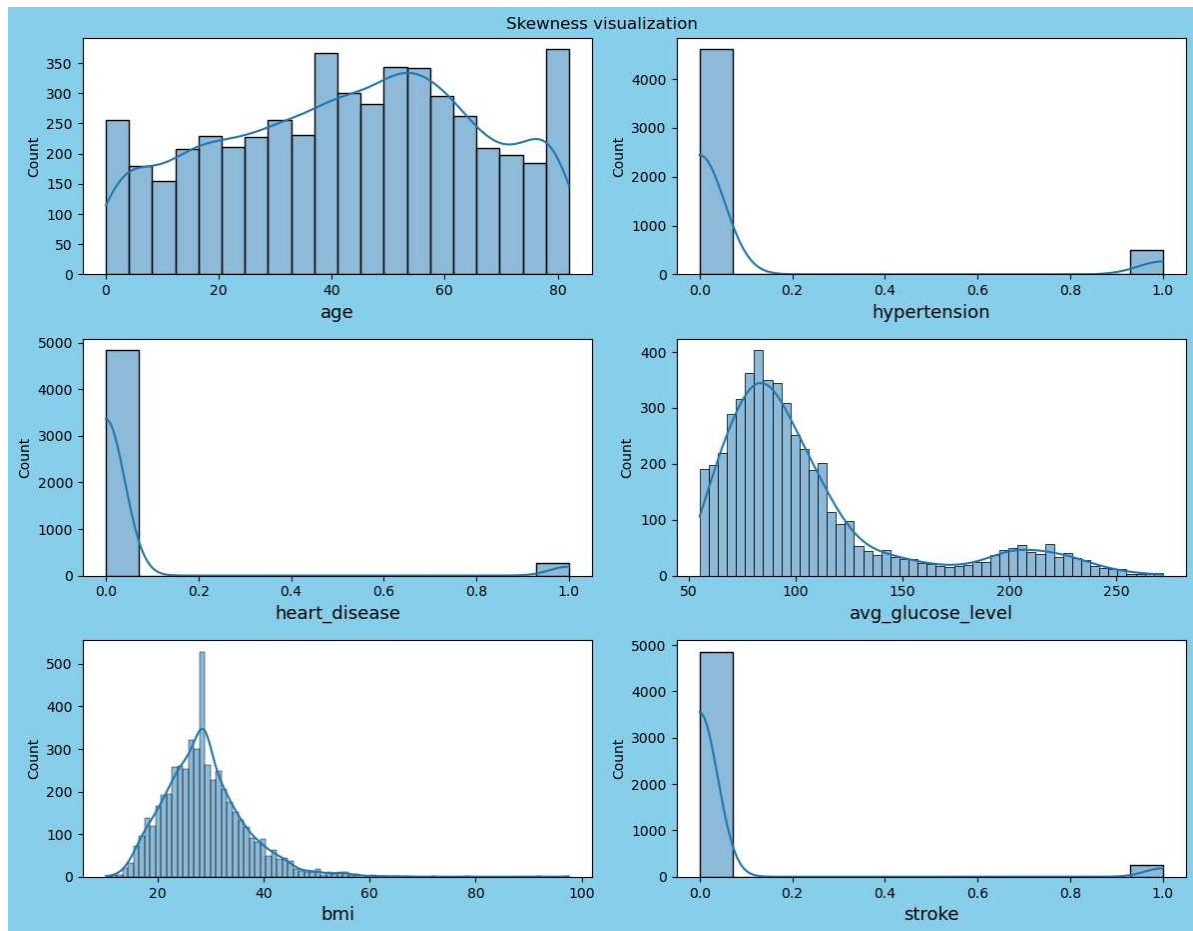 Skewness visualization
350
300
250
200
150
100
50
0
Count
0 20 40 60 80
age
4000
3000
2000
1000
0
Count
0.0 0.2 0.4 0.6 0.8 1.0
hypertension
5000
4000
3000
2000
1000
0
Count
0.0 0.2 0.4 0.6 0.8 1.0
heart_disease
400
300
200
100
0
Count
50 100 150 200 250
avg_glucose_level
500
400
300
200
100
0
Count
20 40 60 80 100
bmi
5000
4000
3000
2000
1000
0
Count
0.0 0.2 0.4 0.6 0.8 1.0
stroke